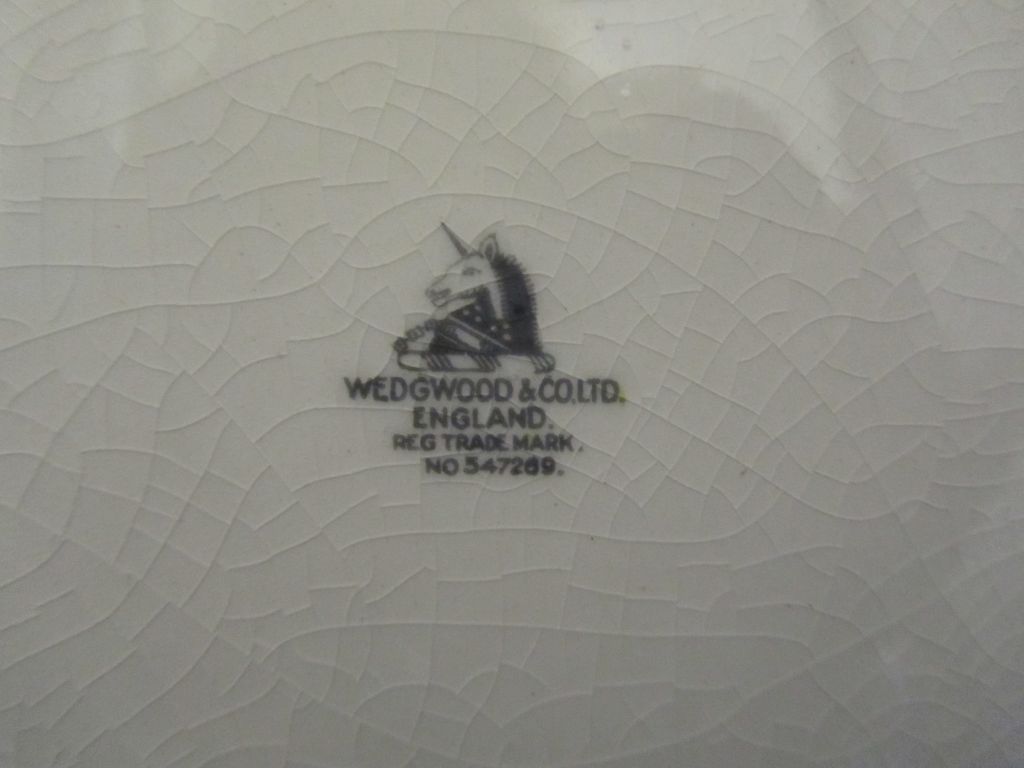 WEDGWOOD & CO. LTD.
ENGLAND.
REG TRADE MARK.
NO 547269.